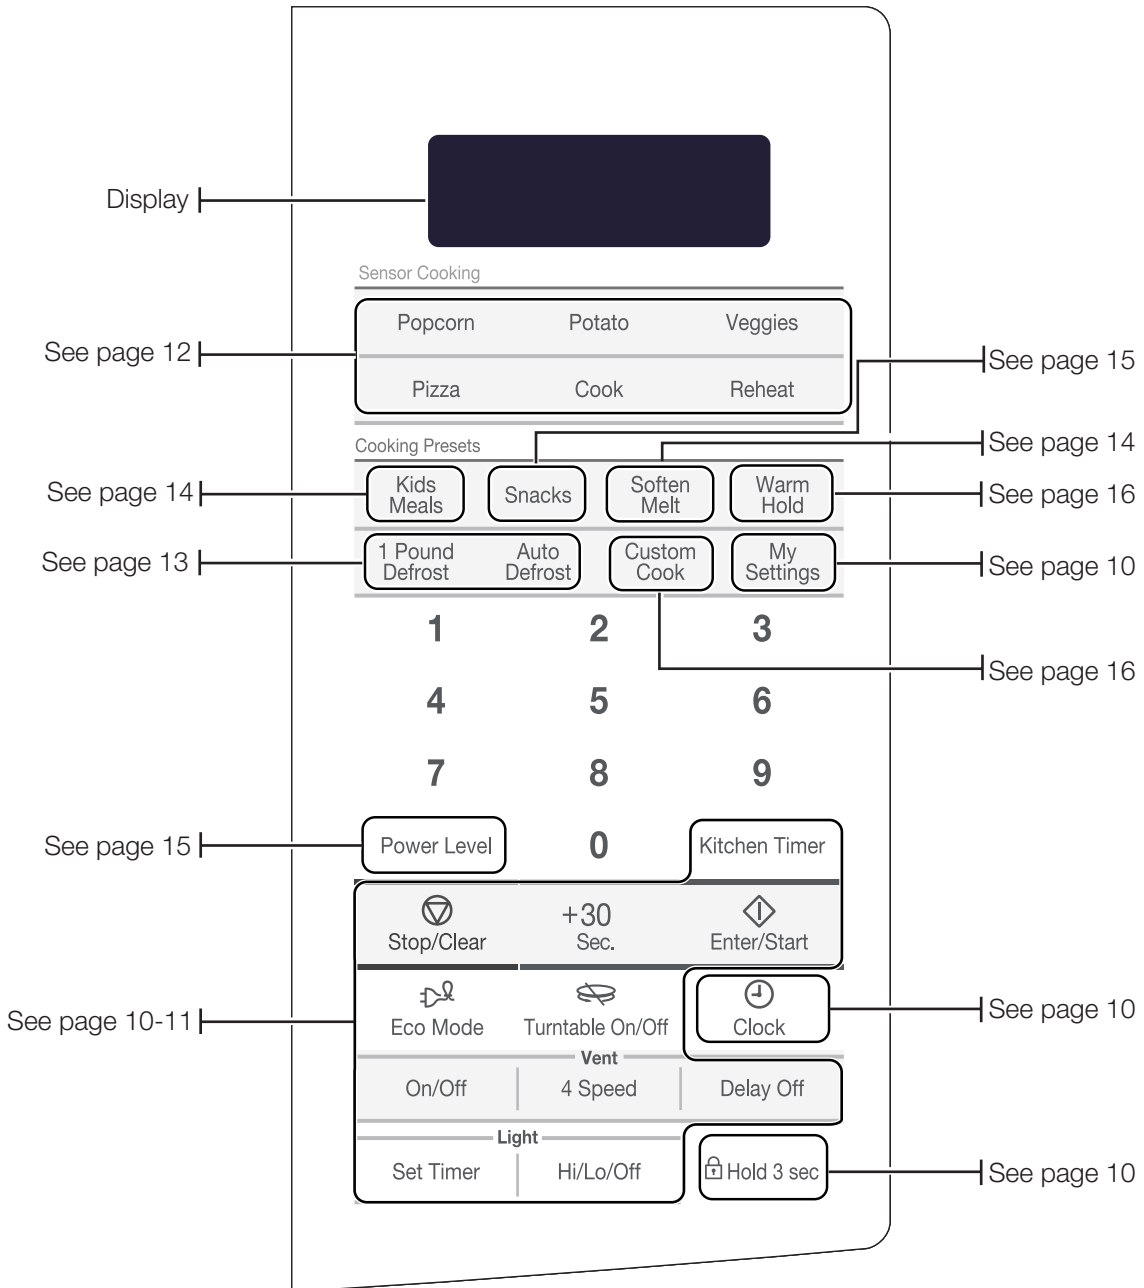 Display
Sensor Cooking
See page 12
Popcorn Potato Veggies
See page 15
Pizza Cook Reheat
Cooking Presets
See page 14
See page 14
Kids Meals
Snacks
Soften Melt
Warm Hold
See page 16
See page 13
1 Pound Defrost
Auto Defrost
Custom Cook
My Settings
See page 10
1 2 3
See page 16
4 5 6
7 8 9
See page 15
Power Level 0 Kitchen Timer
Stop/Clear
+30 Sec.
Enter/Start
See page 10-11
Eco Mode
Turntable On/Off
Clock
See page 10
Vent
On/Off 4 Speed Delay Off
Light
Set Timer Hi/Lo/Off Hold 3 sec
See page 10